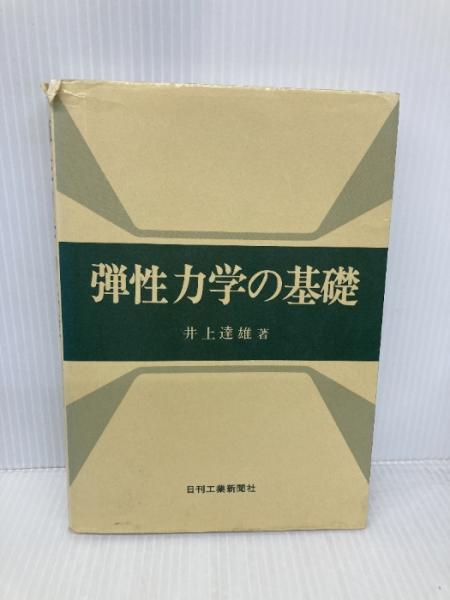 弾性力学の基礎
井上達雄 著
日刊工業新聞社